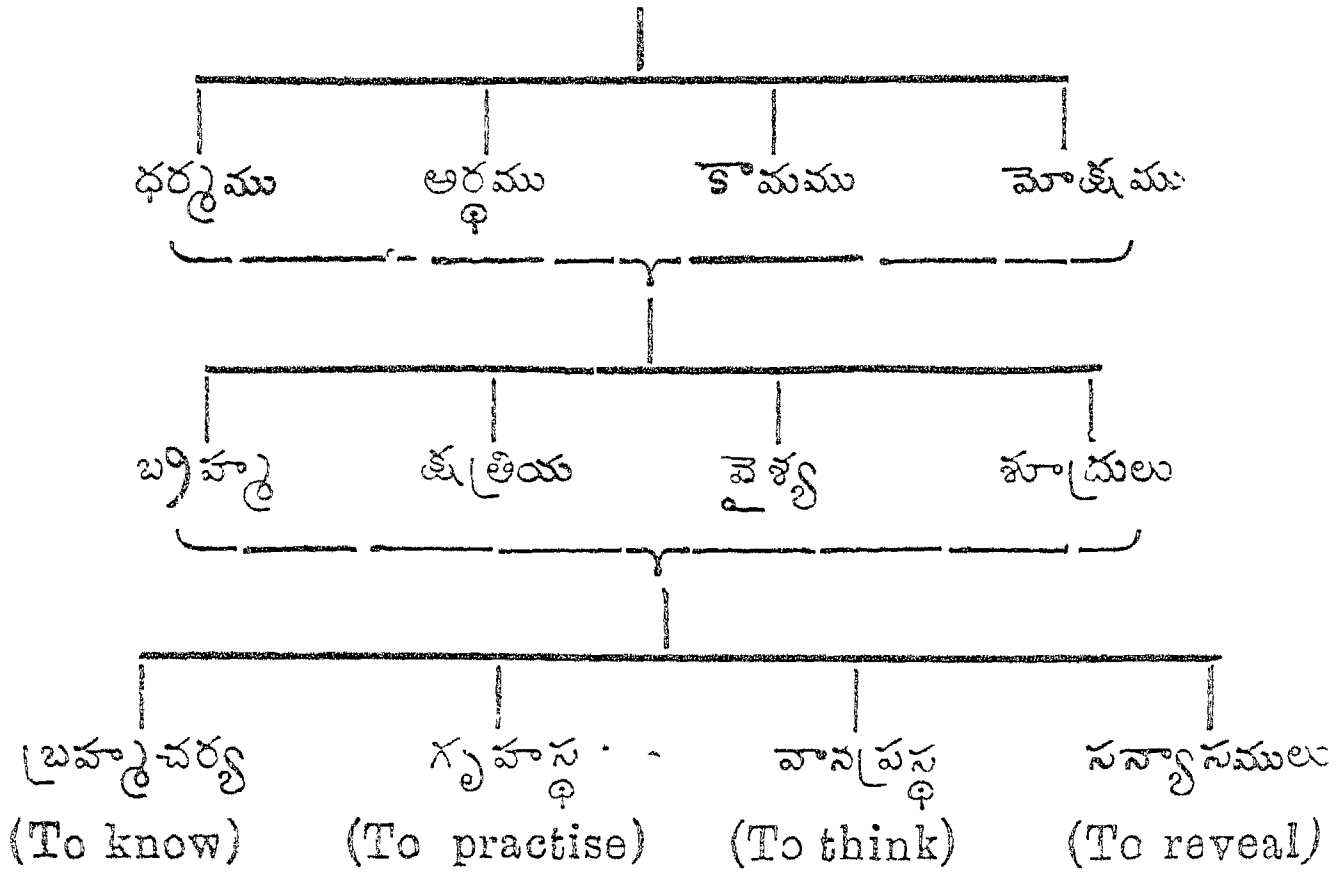 ధర్మము అర్థము కామము మోక్షము
బ్రహ్మ క్షత్రియ వైశ్య శూద్రులు
బ్రహ్మచర్య గృహస్థ వానప్రస్థ సన్యాసములు
(To know) (To practise) (To think) (To reveal)